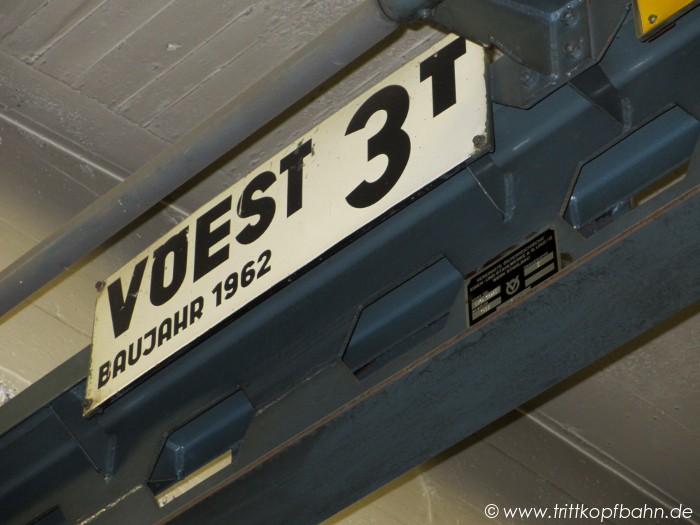 VÖEST 3T
BAUJAHR 1962
© www.trittkopfbahn.de